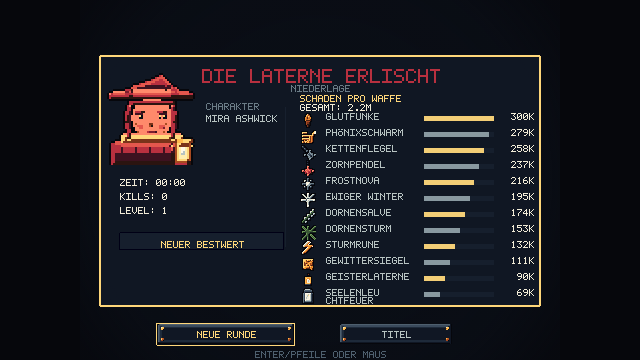 DIE LATERNE ERLISCHT
NIEDERLAGE
CHARAKTER
MIRA ASHWICK
ZEIT: 00:00
KILLS: 0
LEVEL: 1
NEUER BESTWERT
SCHADEN PRO WAFFE
GESAMT: 2.2M
GLUTFUNKE 300K
PHÖNIXSCHWARM 279K
KETTENFLEGEL 258K
ZORNPENDEL 237K
FROSTNOVA 216K
EWIGER WINTER 195K
DORNENSALVE 174K
DORNENSTURM 153K
STURMRUNE 132K
GEWITTERSIEGEL 111K
GEISTERLATERNE 90K
SEELENLEU 69K
CHTFEUER
NEUE RUNDE
TITEL
ENTER/PFEILE ODER MAUS